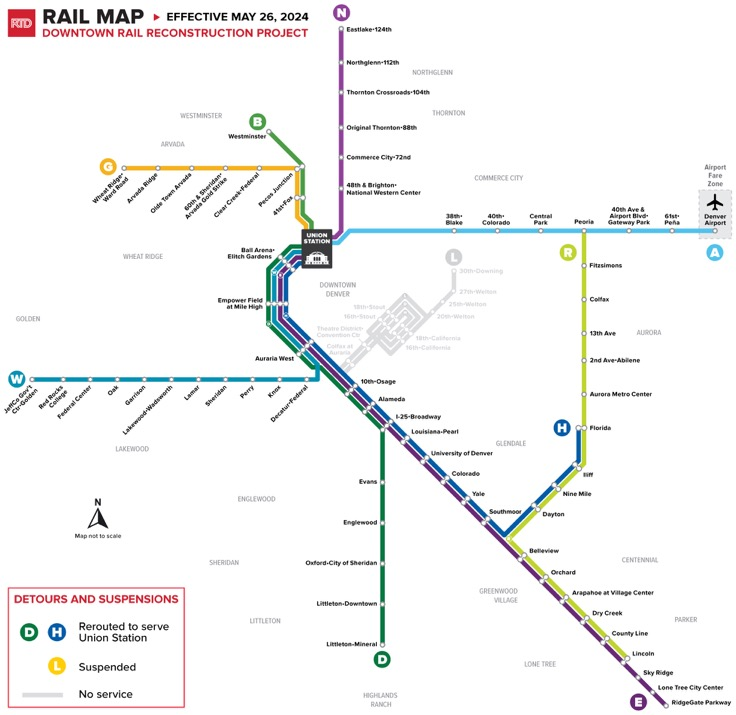 RTD
RAIL MAP
EFFECTIVE MAY 26, 2024
DOWNTOWN RAIL RECONSTRUCTION PROJECT
N
Eastlake•124th
Northglenn•112th
NORTHGLENN
Thornton Crossroads•104th
THORNTON
Original Thornton•88th
Commerce City•72nd
COMMERCE CITY
48th & Brighton•
National Western Center
WESTMINSTER
B
Westminster
ARVADA
G
Wheat Ridge•
Ward Road
Arvada Ridge
Olde Town Arvada
60th & Sheridan•
Arvada Gold Strike
Clear Creek•Federal
Pecos Junction
41st•Fox
UNION
STATION
38th•
Blake
40th•
Colorado
Central
Park
Peoria
40th Ave &
Airport Blvd•
Gateway Park
61st•
Peña
Airport
Fare
Zone
Denver
Airport
A
R
Ball Arena•
Elitch Gardens
WHEAT RIDGE
DOWNTOWN
DENVER
Empower Field
at Mile High
GOLDEN
L
30th•Downing
27th•Welton
25th•Welton
20th•Welton
18th•Stout
16th•Stout
Theatre District•
Convention Ctr
18th•California
16th•California
Colfax at
Auraria
Auraria West
Fitzsimons
Colfax
13th Ave
AURORA
2nd Ave•Abilene
Aurora Metro Center
W
JeffCo Gov't
Ctr•Golden
Red Rocks
College
Federal Center
Oak
Garrison
Lakewood•Wadsworth
Lamar
Sheridan
Perry
Knox
Decatur•Federal
LAKEWOOD
10th•Osage
Alameda
I-25•Broadway
Louisiana•Pearl
University of Denver
Colorado
Yale
Southmoor
GLENDALE
H
Florida
Iliff
Nine Mile
Dayton
Evans
Englewood
Oxford•City of Sheridan
Littleton•Downtown
Littleton•Mineral
D
ENGLEWOOD
SHERIDAN
LITTLETON
HIGHLANDS
RANCH
N
Map not to scale
Belleview
Orchard
Arapahoe at Village Center
Dry Creek
County Line
Lincoln
Sky Ridge
Lone Tree City Center
RidgeGate Parkway
E
CENTENNIAL
GREENWOOD
VILLAGE
PARKER
LONE TREE
DETOURS AND SUSPENSIONS
D H Rerouted to serve
Union Station
L Suspended
No service